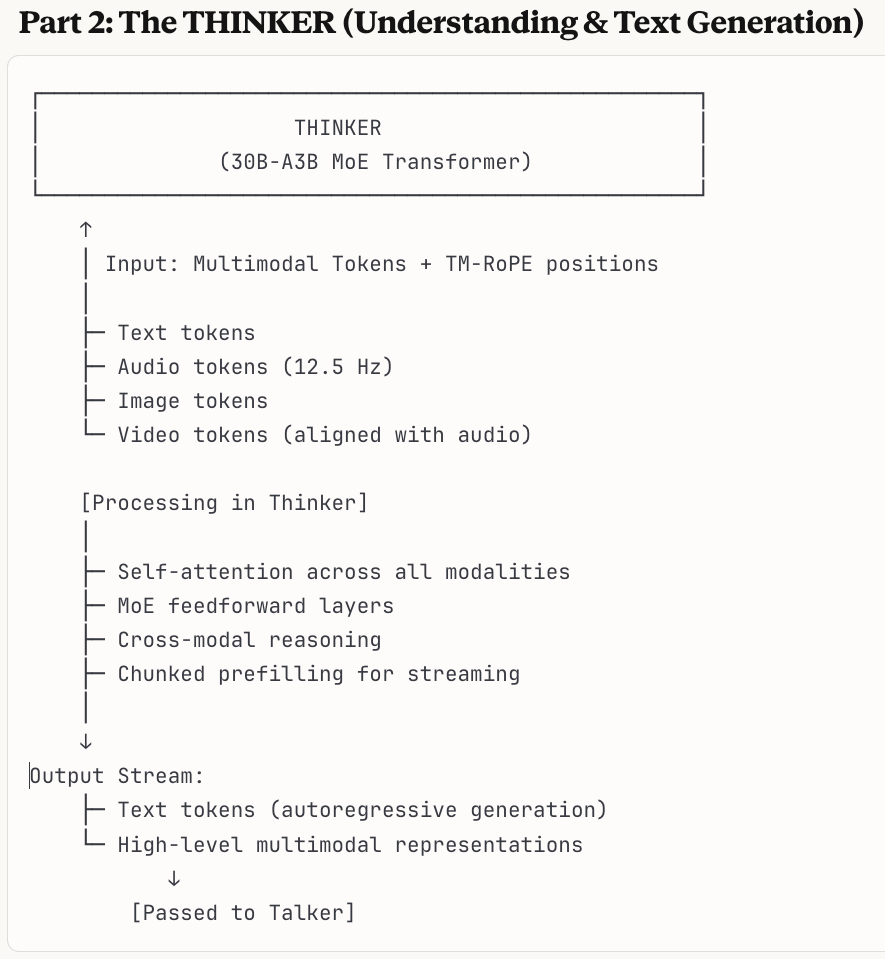 Part 2: The THINKER (Understanding & Text Generation)
THINKER
(30B-A3B MoE Transformer)
↑
│ Input: Multimodal Tokens + TM-RoPE positions
│
├─ Text tokens
├─ Audio tokens (12.5 Hz)
├─ Image tokens
└─ Video tokens (aligned with audio)
[Processing in Thinker]
│
├─ Self-attention across all modalities
├─ MoE feedforward layers
├─ Cross-modal reasoning
├─ Chunked prefilling for streaming
│
↓
Output Stream:
├─ Text tokens (autoregressive generation)
└─ High-level multimodal representations
↓
[Passed to Talker]